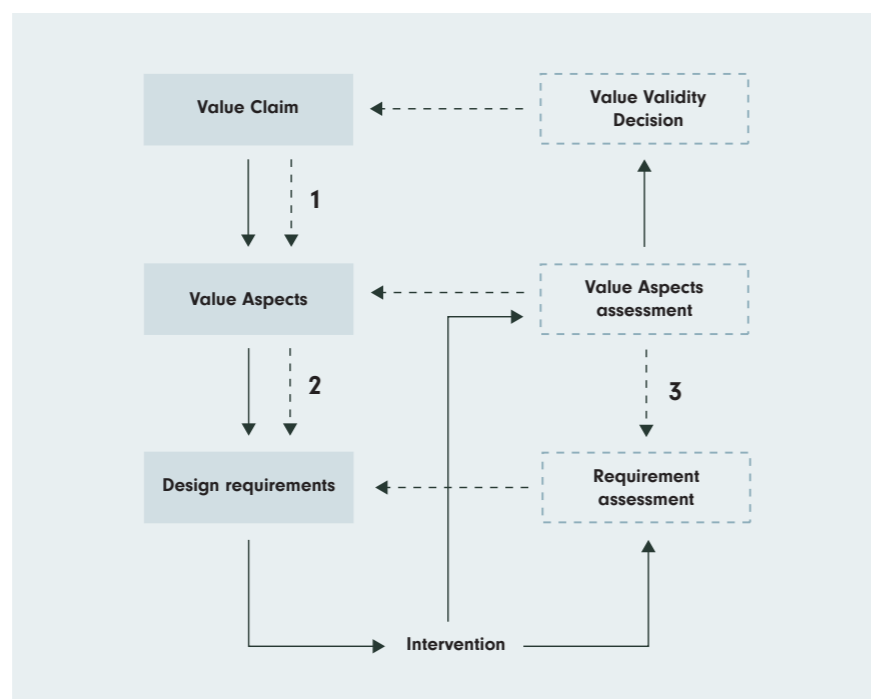 Value Claim
Value Validity
Decision
1
Value Aspects
Value Aspects
assessment
2
3
Design requirements
Requirement
assessment
Intervention